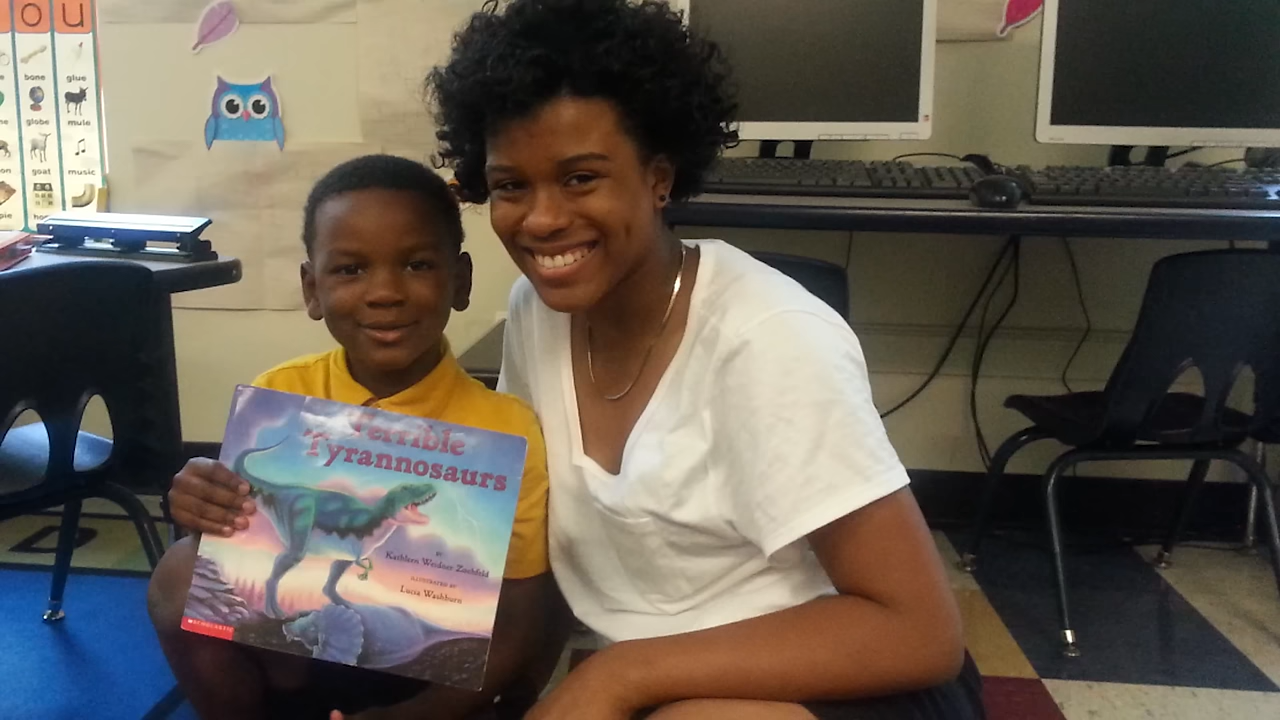 o u
bone glue
globe mule
goat music
Terrible
Tyrannosaurs
BY
Kathleen Weidner Zoehfeld
ILLUSTRATED BY
Lucia Washburn
SCHOLASTIC
D